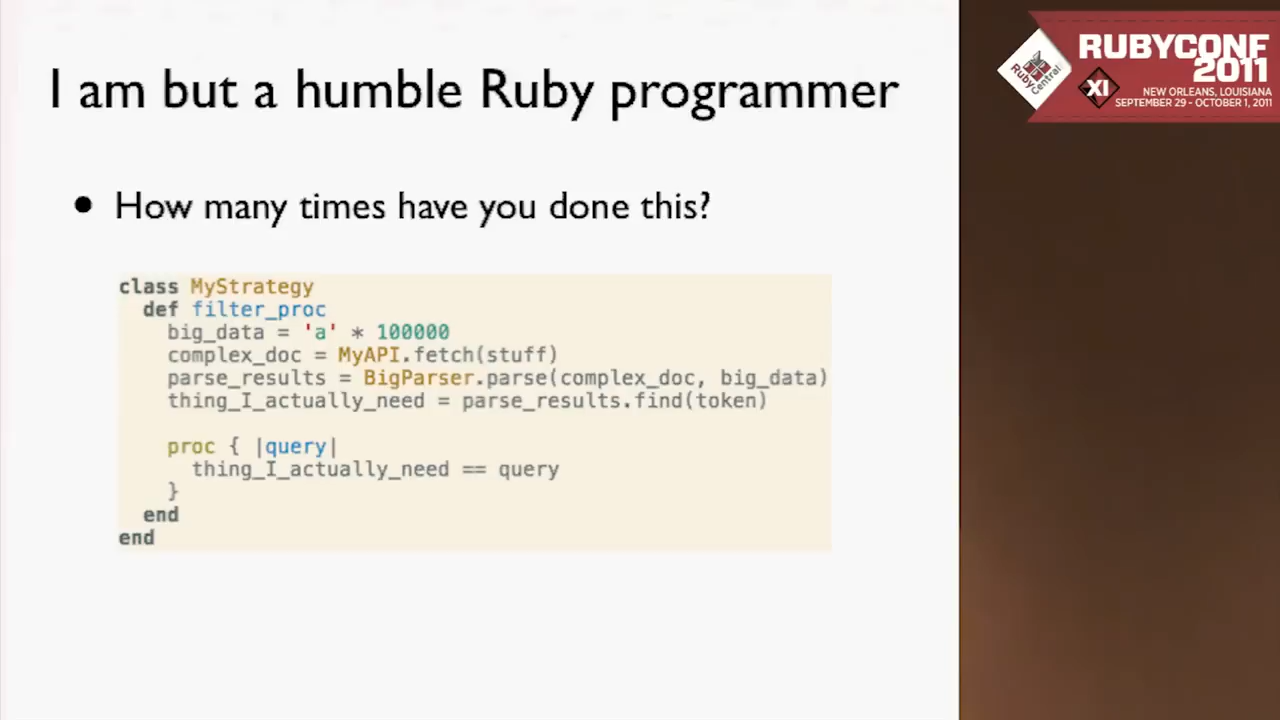 I am but a humble Ruby programmer
• How many times have you done this?
class MyStrategy
  def filter_proc
    big_data = 'a' * 100000
    complex_doc = MyAPI.fetch(stuff)
    parse_results = BigParser.parse(complex_doc, big_data)
    thing_I_actually_need = parse_results.find(token)

    proc { |query|
      thing_I_actually_need == query
    }
  end
end
RubyCentral
RUBYCONF
2011
XI
NEW ORLEANS, LOUISIANA
SEPTEMBER 29 - OCTOBER 1, 2011